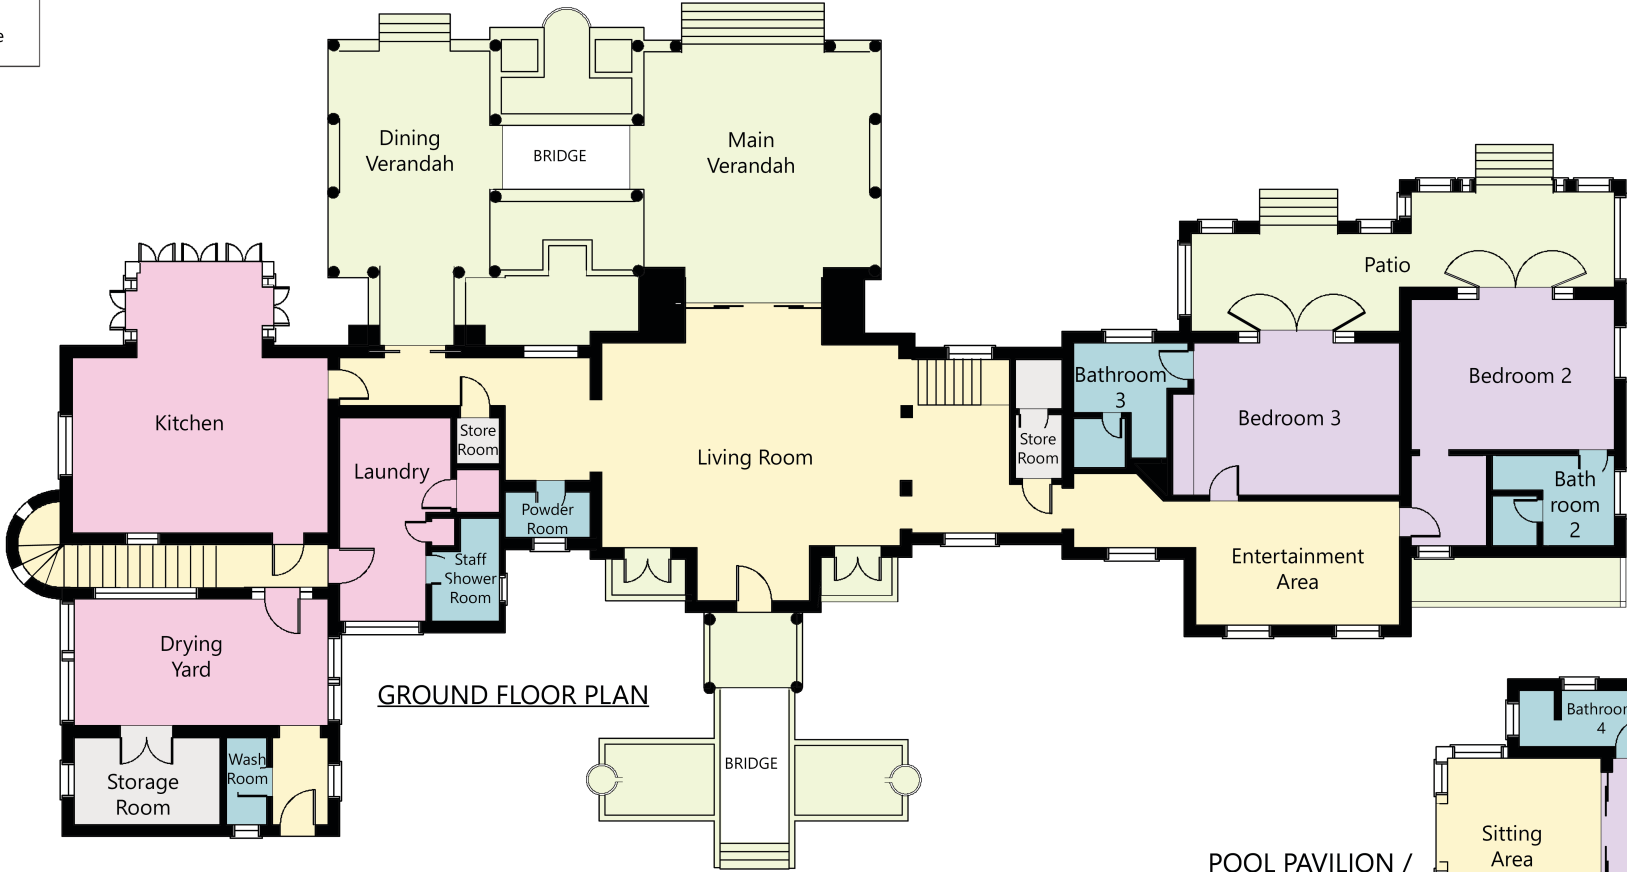 e
Dining
Verandah
BRIDGE
Main
Verandah
Patio
Kitchen
Store
Room
Laundry
Powder
Room
Staff
Shower
Room
Living Room
Store
Room
Bathroom
3
Bedroom 3
Bedroom 2
Bath
room
2
Entertainment
Area
Drying
Yard
GROUND FLOOR PLAN
Storage
Room
Wash
Room
BRIDGE
Bathroom
4
Sitting
Area
POOL PAVILION /